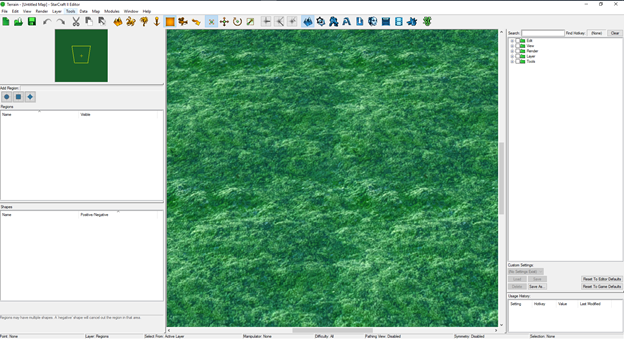 Terrain - [Untitled Map] - StarCraft II Editor
File Edit View Render Layer Tools Data Map Modules Window Help
Add Region:
Regions
Name Visible
Shapes
Name Positive/Negative
Regions may have multiple shapes. A 'negative' shape will cancel out the region in that area.
Search: Find Hotkey: (None) Clear
Edit
View
Render
Layer
Tools
Custom Settings:
(No Settings Exist)
Load Save Reset To Editor Defaults
Delete Save As... Reset To Game Defaults
Usage History:
Setting Hotkey Value Last Modified
Point: None Layer: Regions Select From: Active Layer Manipulator: None Difficulty: All Pathing View: Disabled Symmetry: Disabled Selection: None